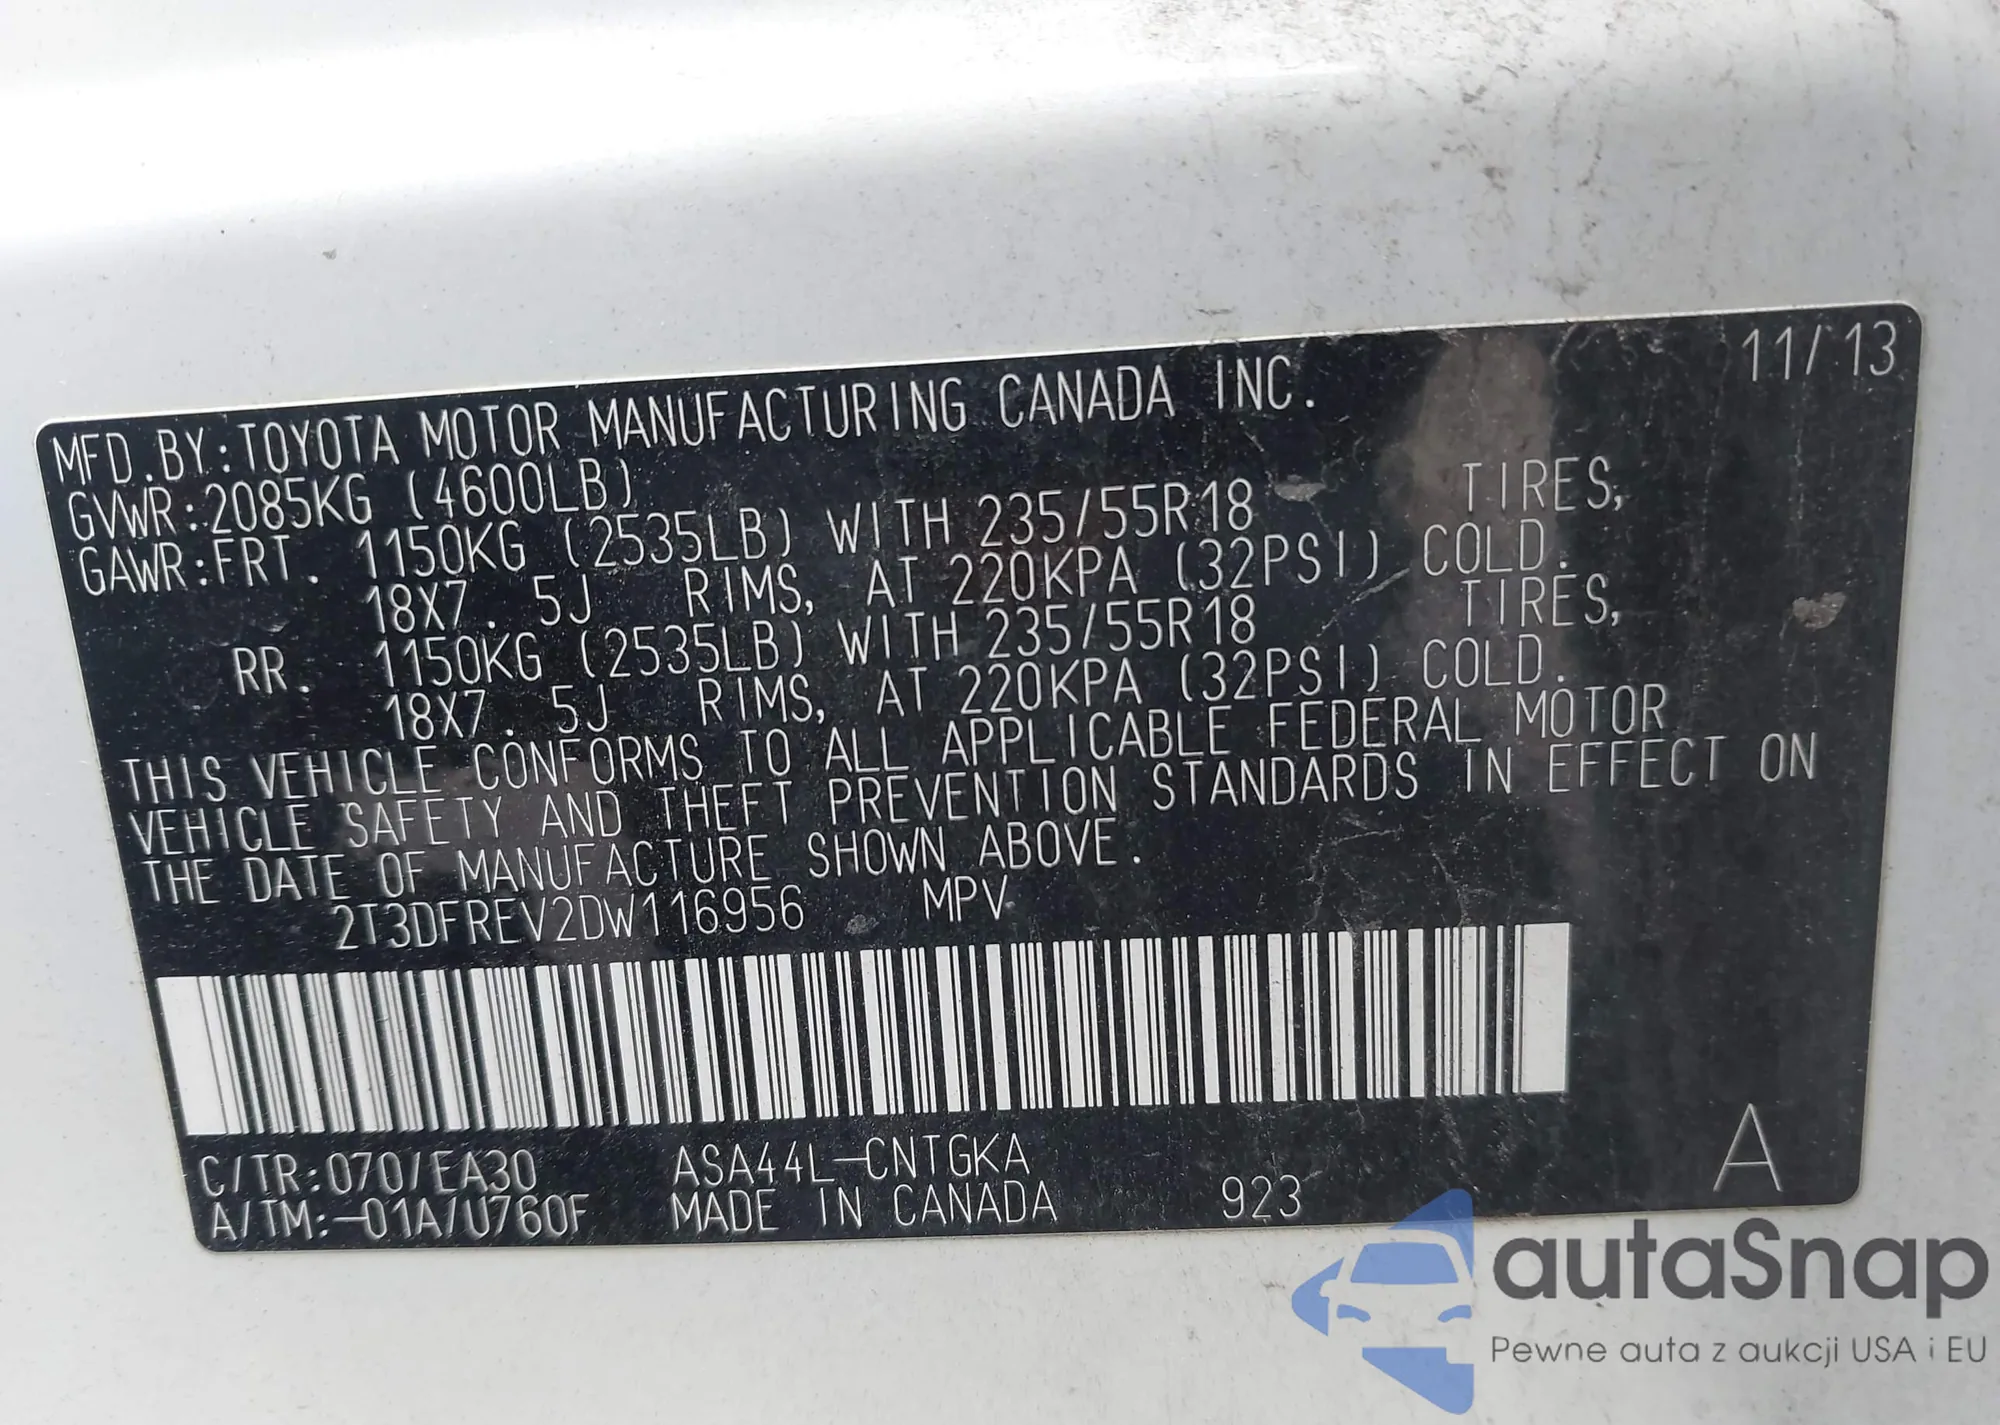 11/13
MFD.BY:TOYOTA MOTOR MANUFACTURING CANADA INC.
GVWR:2085KG (4600LB)
GAWR:FRT. 1150KG (2535LB) WITH 235/55R18 TIRES,
18X7.5J RIMS, AT 220KPA (32PSI) COLD.
RR. 1150KG (2535LB) WITH 235/55R18 TIRES,
18X7.5J RIMS, AT 220KPA (32PSI) COLD.
THIS VEHICLE CONFORMS TO ALL APPLICABLE FEDERAL MOTOR
VEHICLE SAFETY AND THEFT PREVENTION STANDARDS IN EFFECT ON
THE DATE OF MANUFACTURE SHOWN ABOVE.
2T3DFREV2DW116956 MPV
C/TR:070/EA30 ASA44L-CNTGKA
A/TM:-01A/U760F MADE IN CANADA 923 A
autaSnap
Pewne auta z aukcji USA i EU